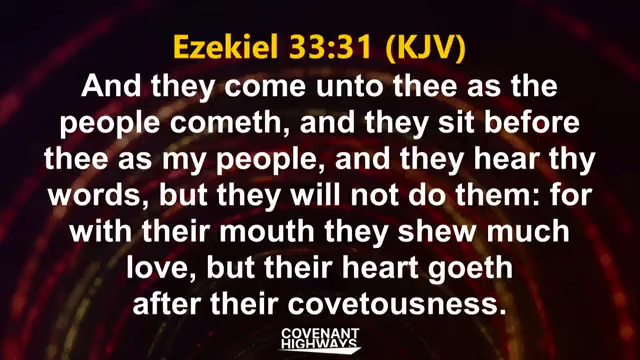 Ezekiel 33:31 (KJV)
And they come unto thee as the
people cometh, and they sit before
thee as my people, and they hear thy
words, but they will not do them: for
with their mouth they shew much
love, but their heart goeth
after their covetousness.
COVENANT
HIGHWAYS